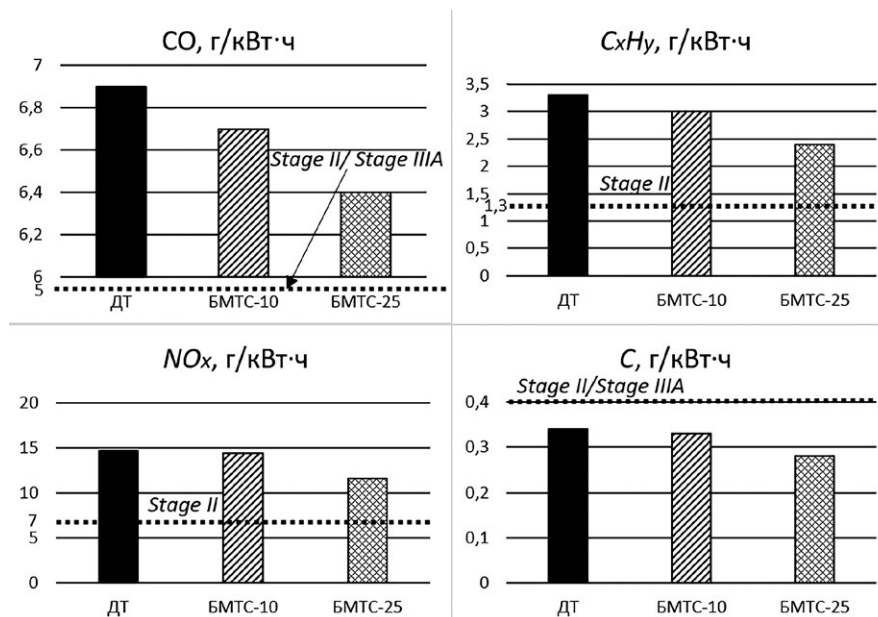 CO, г/кВт·ч
7
6,8
6,6
Stage II/ Stage IIIA
6,4
6,2
6
5
ДТ БМТС-10 БМТС-25
CxHy, г/кВт·ч
3,5
3
2,5
2
Stage II
1,5
1,3
1
0,5
0
ДТ БМТС-10 БМТС-25
NOx, г/кВт·ч
20
15
10
Stage II
7
5
0
ДТ БМТС-10 БМТС-25
C, г/кВт·ч
Stage II/Stage IIIA
0,4
0,3
0,2
0,1
0
ДТ БМТС-10 БМТС-25